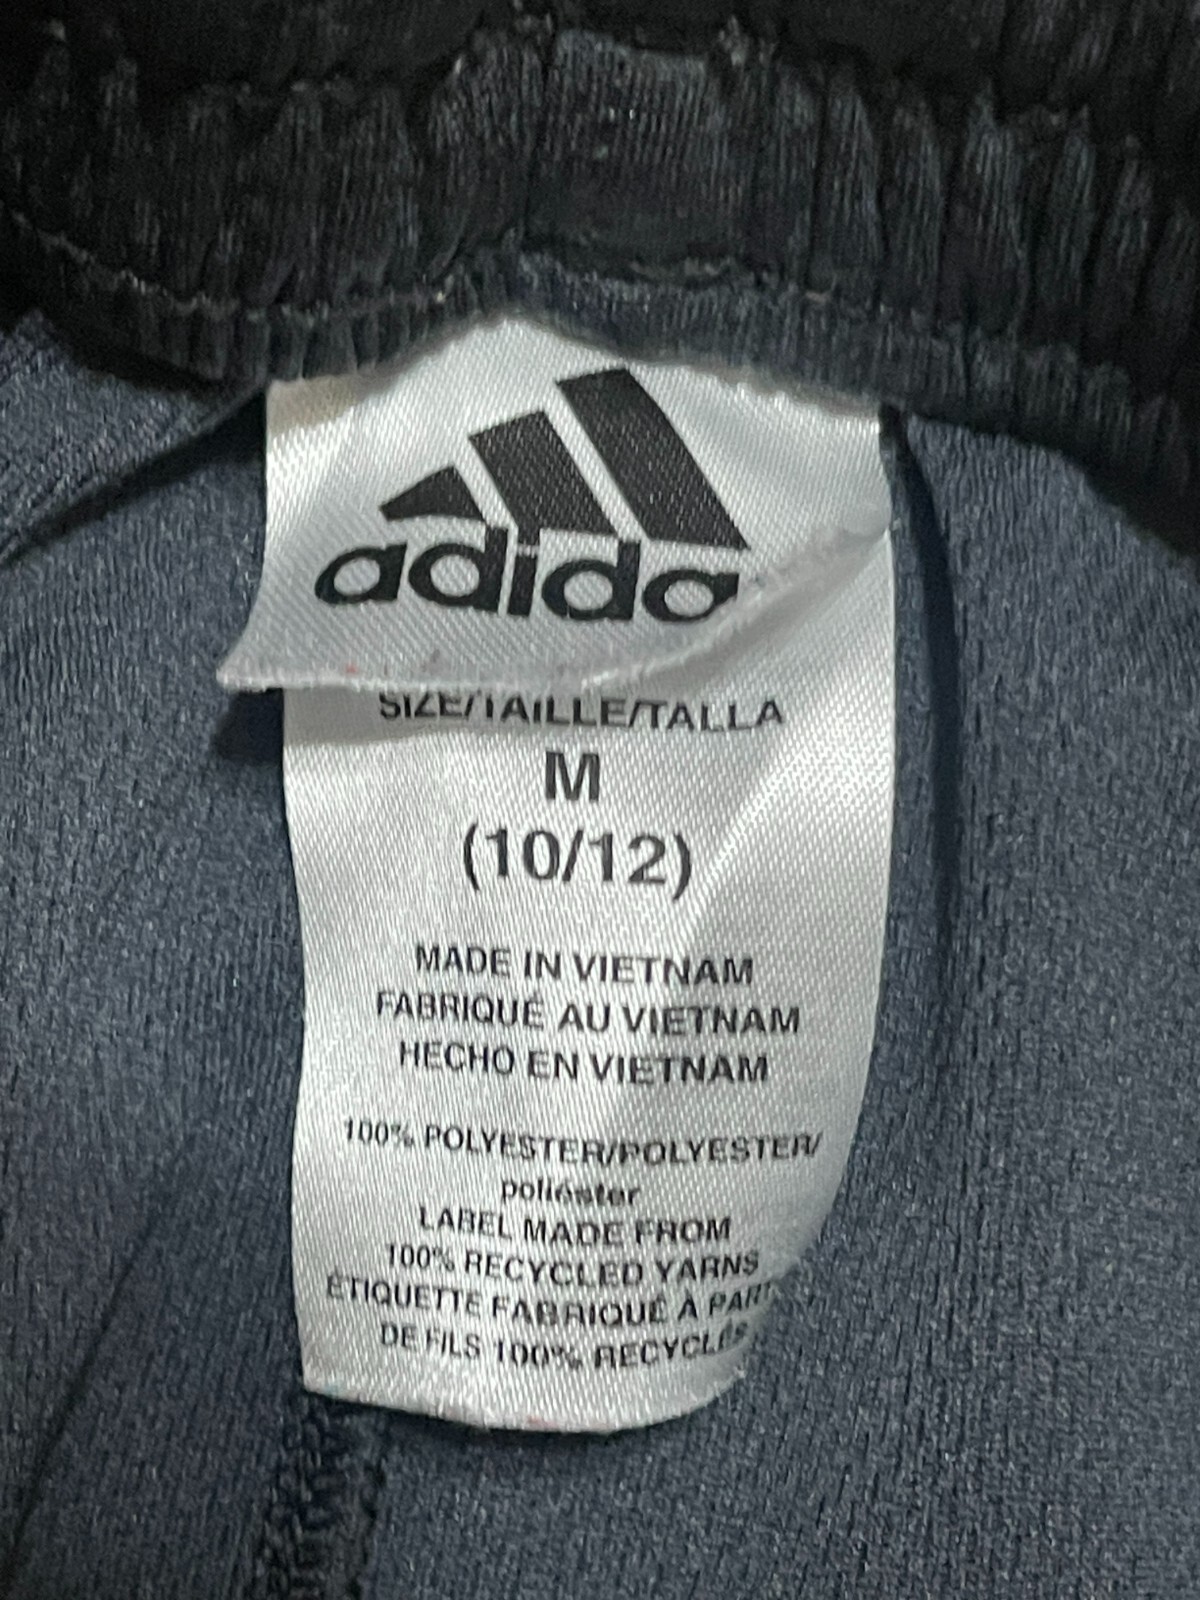 adidas
SIZE/TAILLE/TALLA
M
(10/12)
MADE IN VIETNAM
FABRIQUÉ AU VIETNAM
HECHO EN VIETNAM
100% POLYESTER/POLYESTER/
poliéster
LABEL MADE FROM
100% RECYCLED YARNS
ÉTIQUETTE FABRIQUÉ À PART
DE FILS 100% RECYCLÉS